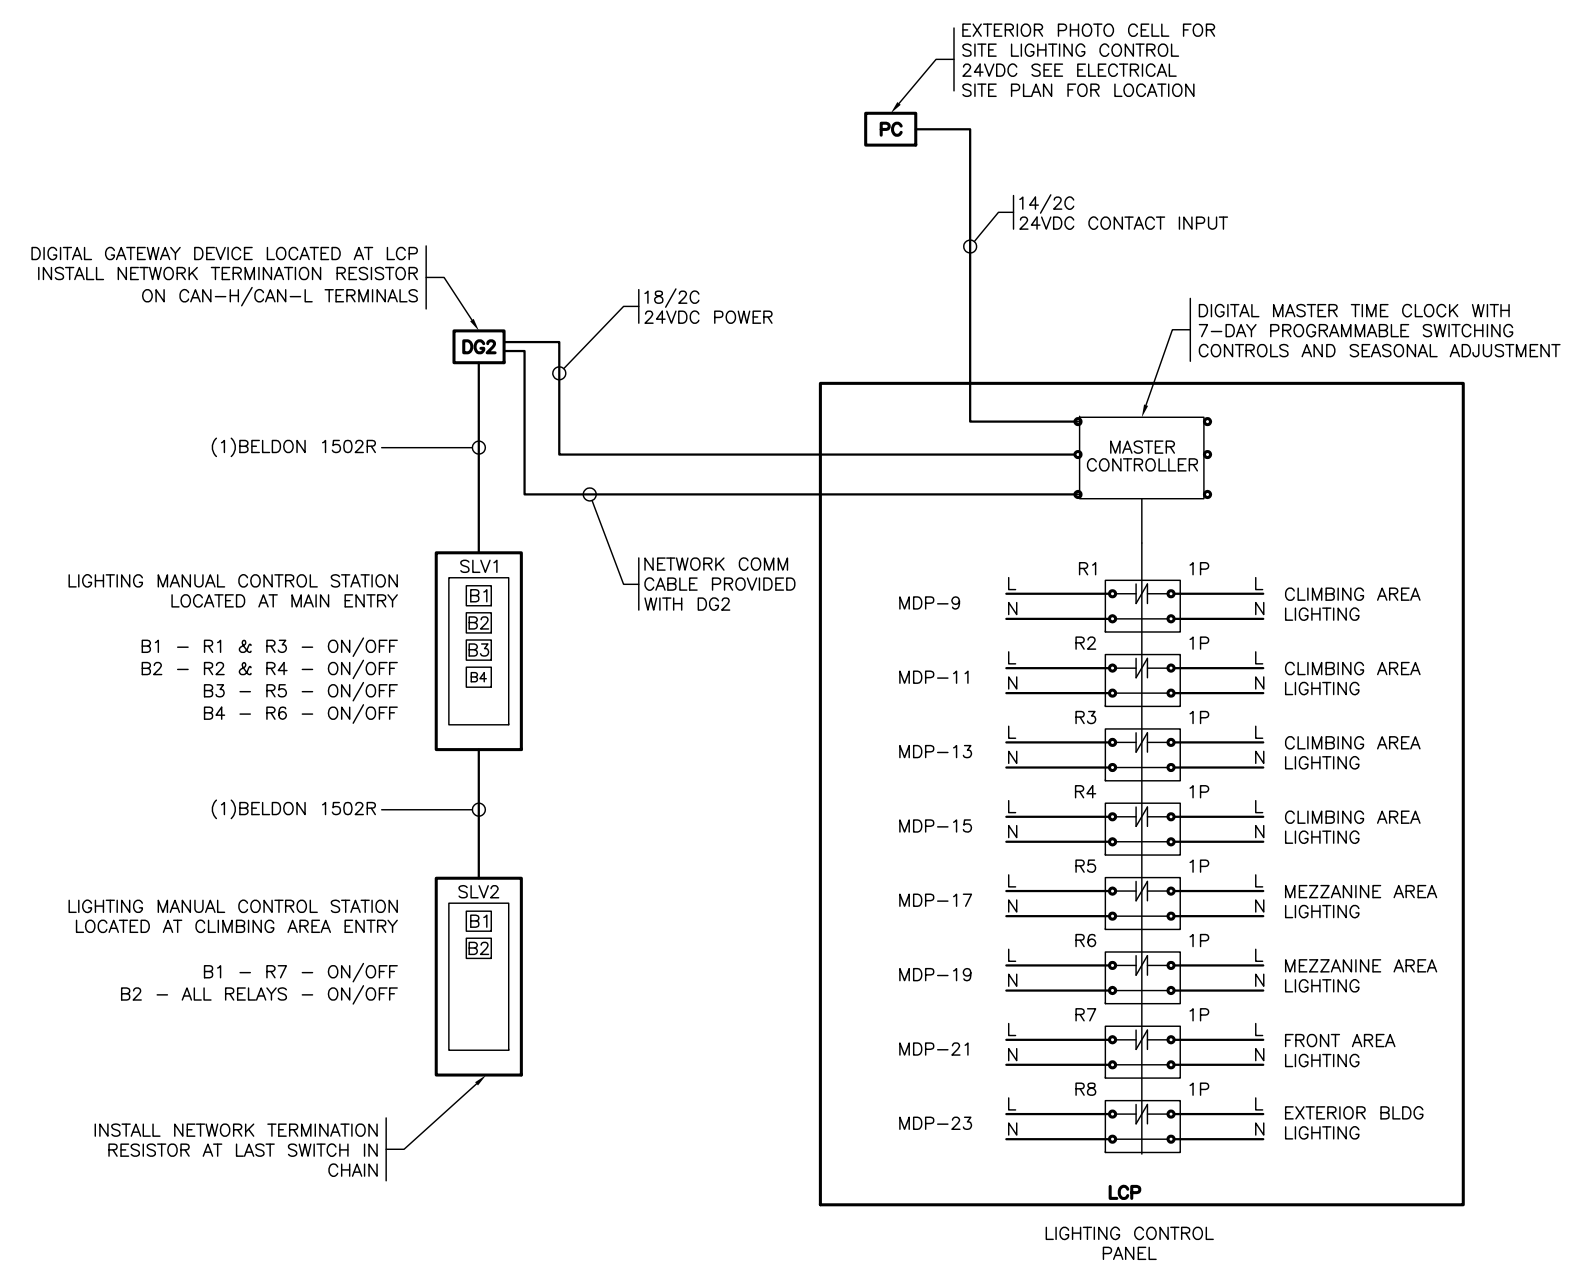 EXTERIOR PHOTO CELL FOR
SITE LIGHTING CONTROL
24VDC SEE ELECTRICAL
SITE PLAN FOR LOCATION
PC
14/2C
24VDC CONTACT INPUT
DIGITAL GATEWAY DEVICE LOCATED AT LCP
INSTALL NETWORK TERMINATION RESISTOR
ON CAN-H/CAN-L TERMINALS
18/2C
24VDC POWER
DIGITAL MASTER TIME CLOCK WITH
7-DAY PROGRAMMABLE SWITCHING
CONTROLS AND SEASONAL ADJUSTMENT
DG2
(1)BELDON 1502R
MASTER
CONTROLLER
NETWORK COMM
CABLE PROVIDED
WITH DG2
SLV1
B1
B2
B3
B4
LIGHTING MANUAL CONTROL STATION
LOCATED AT MAIN ENTRY
B1 - R1 & R3 - ON/OFF
B2 - R2 & R4 - ON/OFF
B3 - R5 - ON/OFF
B4 - R6 - ON/OFF
(1)BELDON 1502R
SLV2
B1
B2
LIGHTING MANUAL CONTROL STATION
LOCATED AT CLIMBING AREA ENTRY
B1 - R7 - ON/OFF
B2 - ALL RELAYS - ON/OFF
INSTALL NETWORK TERMINATION
RESISTOR AT LAST SWITCH IN
CHAIN
R1 1P
MDP-9 L L CLIMBING AREA
N N LIGHTING
R2 1P
MDP-11 L L CLIMBING AREA
N N LIGHTING
R3 1P
MDP-13 L L CLIMBING AREA
N N LIGHTING
R4 1P
MDP-15 L L CLIMBING AREA
N N LIGHTING
R5 1P
MDP-17 L L MEZZANINE AREA
N N LIGHTING
R6 1P
MDP-19 L L MEZZANINE AREA
N N LIGHTING
R7 1P
MDP-21 L L FRONT AREA
N N LIGHTING
R8 1P
MDP-23 L L EXTERIOR BLDG
N N LIGHTING
LCP
LIGHTING CONTROL
PANEL